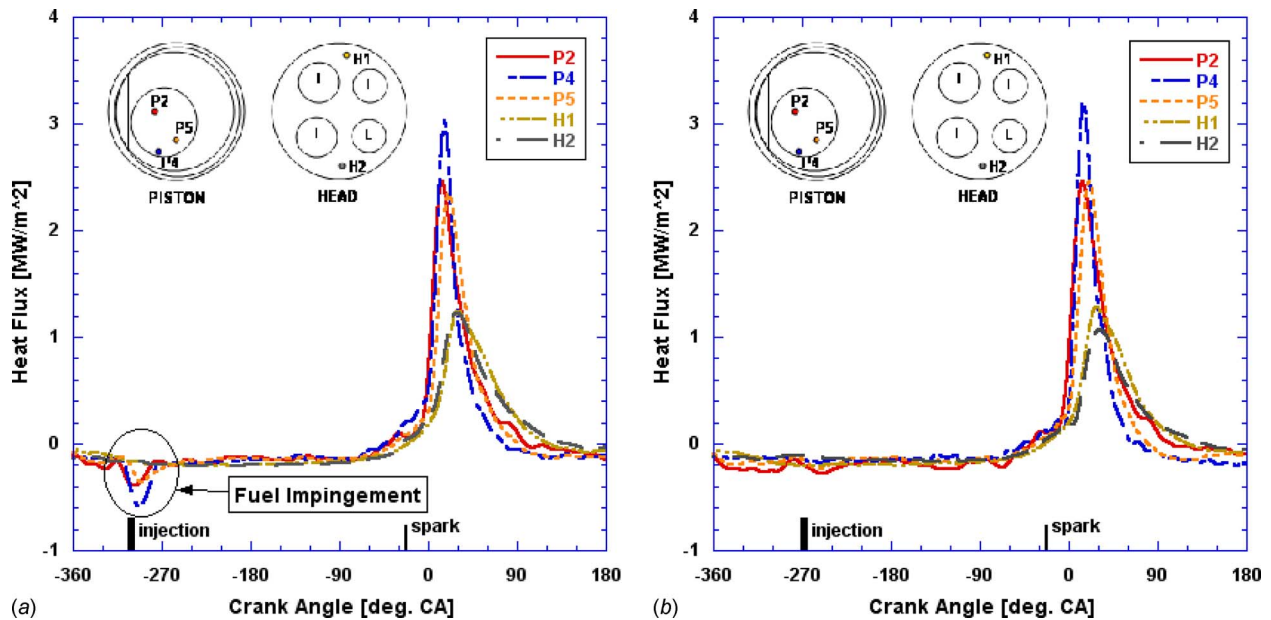 4
3
2
1
0
-1
Heat Flux [MW/m^2]
P2
P5
P4
PISTON
H1
I
I
I
L
H2
HEAD
P2
P4
P5
H1
H2
Fuel Impingement
injection
spark
-360 -270 -180 -90 0 90 180
(a) Crank Angle [deg. CA]
4
3
2
1
0
-1
Heat Flux [MW/m^2]
P2
P5
P4
PISTON
H1
I
I
I
L
H2
HEAD
P2
P4
P5
H1
H2
injection
spark
-360 -270 -180 -90 0 90 180
(b) Crank Angle [deg. CA]